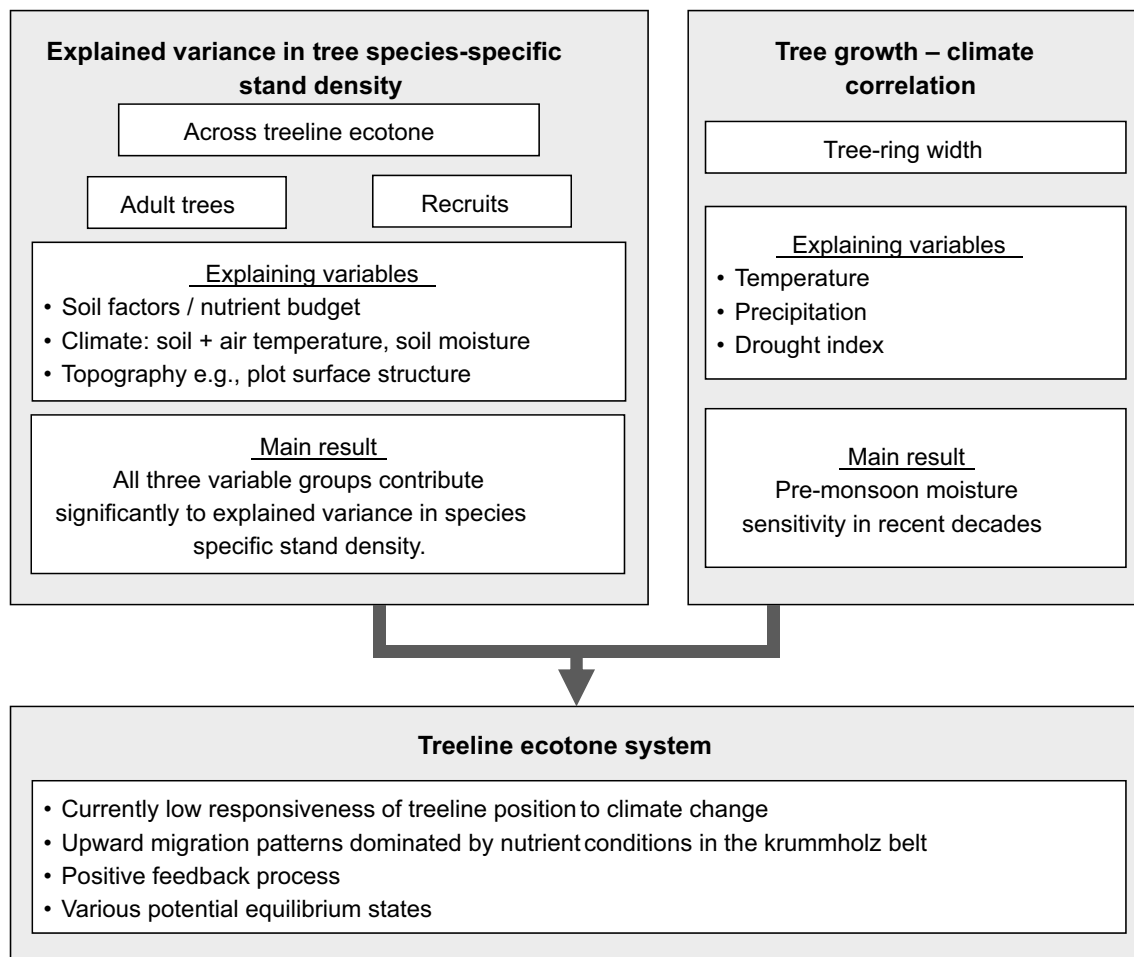 Explained variance in tree species-specific
stand density
Across treeline ecotone
Adult trees
Recruits
Explaining variables
• Soil factors / nutrient budget
• Climate: soil + air temperature, soil moisture
• Topography e.g., plot surface structure
Main result
All three variable groups contribute
significantly to explained variance in species
specific stand density.
Tree growth – climate
correlation
Tree-ring width
Explaining variables
• Temperature
• Precipitation
• Drought index
Main result
Pre-monsoon moisture
sensitivity in recent decades
Treeline ecotone system
• Currently low responsiveness of treeline position to climate change
• Upward migration patterns dominated by nutrient conditions in the krummholz belt
• Positive feedback process
• Various potential equilibrium states